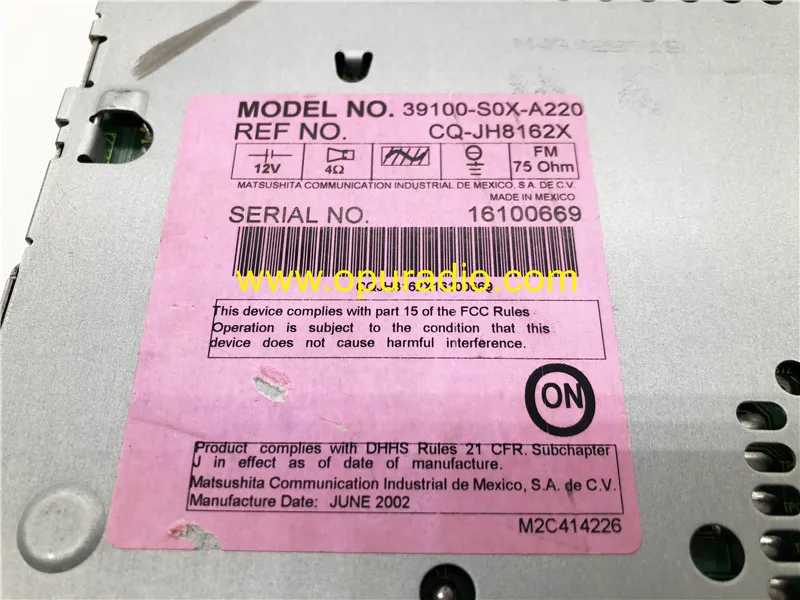 MODEL NO. 39100-S0X-A220
REF NO. CQ-JH8162X
12V 4Ω FM 75 Ohm
MATSUSHITA COMMUNICATION INDUSTRIAL DE MEXICO, S.A. DE C.V.
MADE IN MEXICO
SERIAL NO. 16100669
www.opuradio.com
CQJH8162X16100669
This device complies with part 15 of the FCC Rules
Operation is subject to the condition that this
device does not cause harmful interference.
ON
Product complies with DHHS Rules 21 CFR. Subchapter
J in effect as of date of manufacture.
Matsushita Communication Industrial de Mexico, S.A. de C.V.
Manufacture Date: JUNE 2002
M2C414226